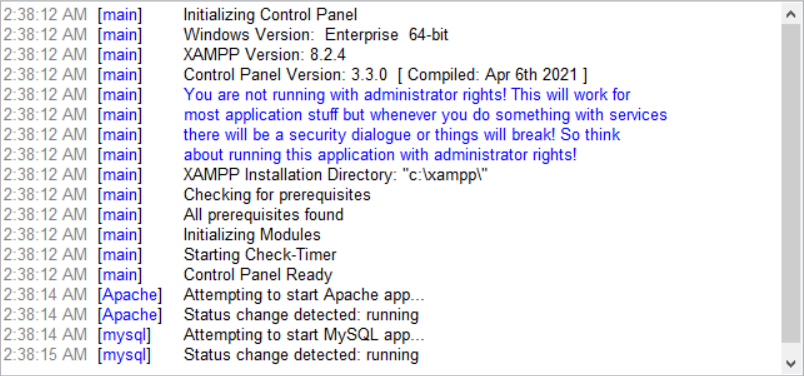 2:38:12 AM [main] Initializing Control Panel
2:38:12 AM [main] Windows Version: Enterprise 64-bit
2:38:12 AM [main] XAMPP Version: 8.2.4
2:38:12 AM [main] Control Panel Version: 3.3.0 [ Compiled: Apr 6th 2021 ]
2:38:12 AM [main] You are not running with administrator rights! This will work for
2:38:12 AM [main] most application stuff but whenever you do something with services
2:38:12 AM [main] there will be a security dialogue or things will break! So think
2:38:12 AM [main] about running this application with administrator rights!
2:38:12 AM [main] XAMPP Installation Directory: "c:\xampp\"
2:38:12 AM [main] Checking for prerequisites
2:38:12 AM [main] All prerequisites found
2:38:12 AM [main] Initializing Modules
2:38:12 AM [main] Starting Check-Timer
2:38:12 AM [main] Control Panel Ready
2:38:14 AM [Apache] Attempting to start Apache app...
2:38:14 AM [Apache] Status change detected: running
2:38:14 AM [mysql] Attempting to start MySQL app...
2:38:15 AM [mysql] Status change detected: running